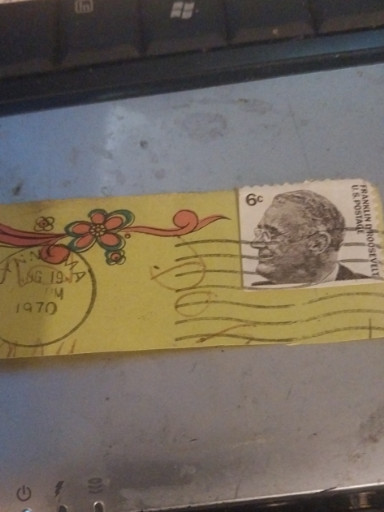 6c
FRANKLIN D. ROOSEVELT
U.S. POSTAGE
1970